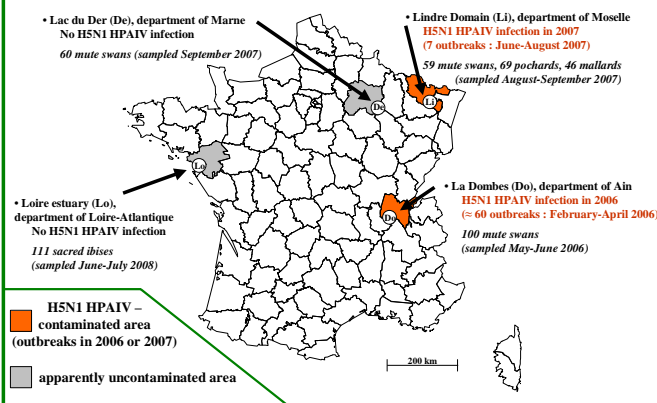 • Lac du Der (De), department of Marne
No H5N1 HPAIV infection
60 mute swans (sampled September 2007)
• Lindre Domain (Li), department of Moselle
H5N1 HPAIV infection in 2007
(7 outbreaks : June-August 2007)
59 mute swans, 69 pochards, 46 mallards
(sampled August-September 2007)
De
Li
Lo
Do
• La Dombes (Do), department of Ain
H5N1 HPAIV infection in 2006
(≈ 60 outbreaks : February-April 2006)
100 mute swans
(sampled May-June 2006)
• Loire estuary (Lo),
department of Loire-Atlantique
No H5N1 HPAIV infection
111 sacred ibises
(sampled June-July 2008)
H5N1 HPAIV –
contaminated area
(outbreaks in 2006 or 2007)
apparently uncontaminated area
200 km